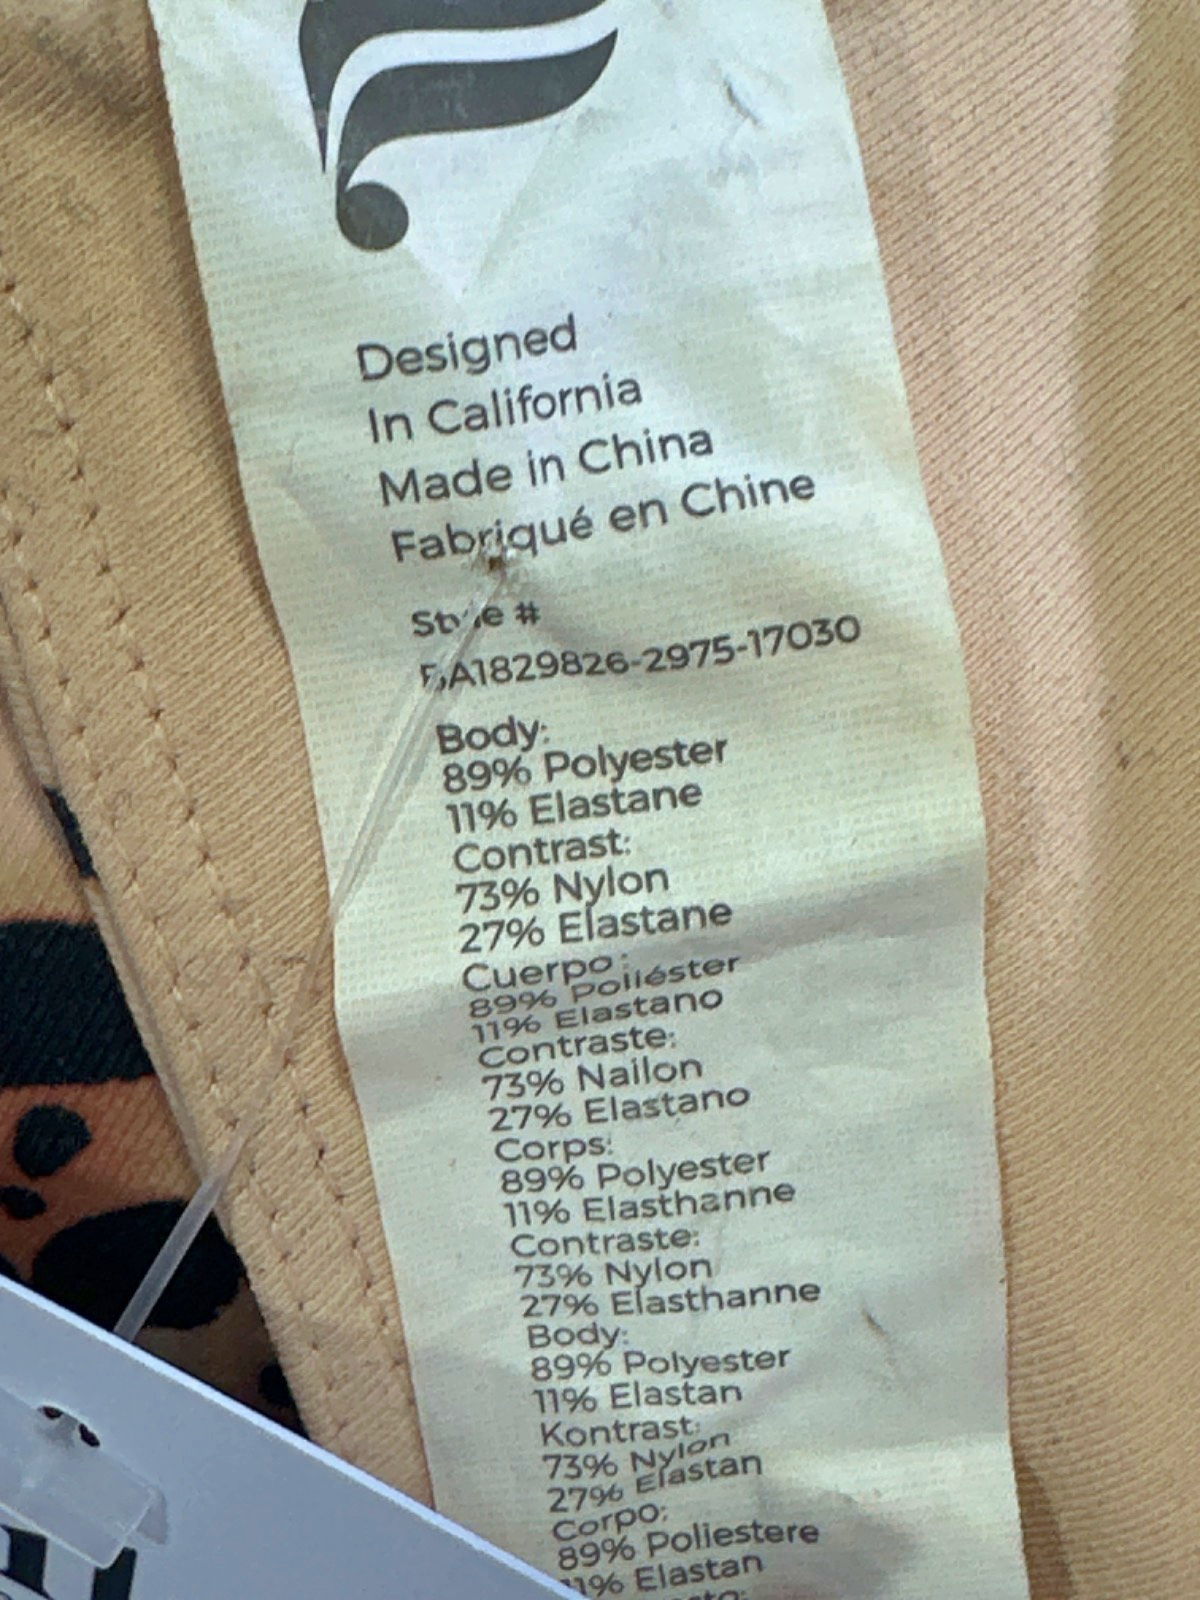 Designed
In California
Made in China
Fabriqué en Chine
Style #
BA1829826-2975-17030
Body:
89% Polyester
11% Elastane
Contrast:
73% Nylon
27% Elastane
Cuerpo:
89% Poliéster
11% Elastano
Contraste:
73% Nailon
27% Elastano
Corps:
89% Polyester
11% Elasthanne
Contraste:
73% Nylon
27% Elasthanne
Body:
89% Polyester
11% Elastan
Kontrast:
73% Nylon
27% Elastan
Corpo:
89% Poliestere
11% Elastan